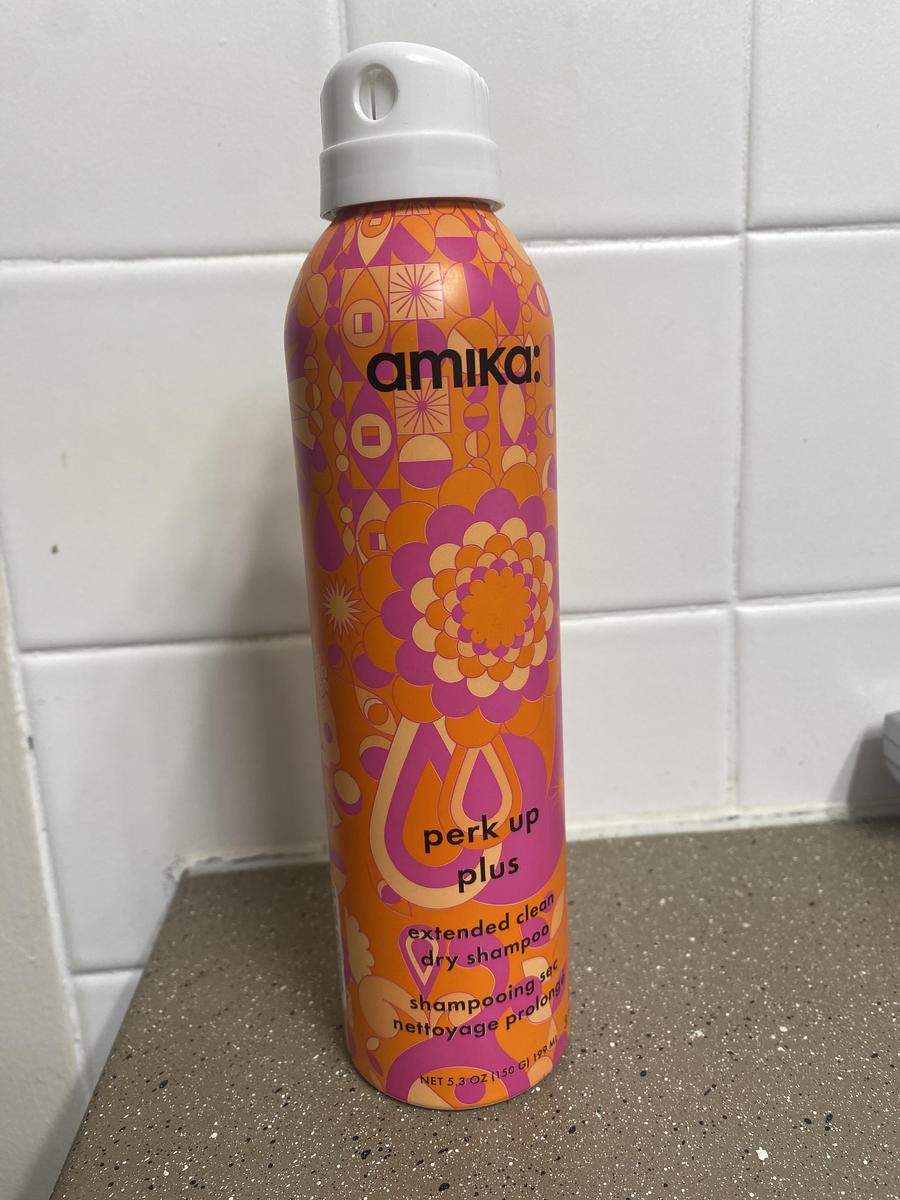 amika:
perk up
plus
extended clean
dry shampoo
shampooing sec
nettoyage prolongé
NET 5.3 OZ (150 G) 199 ML